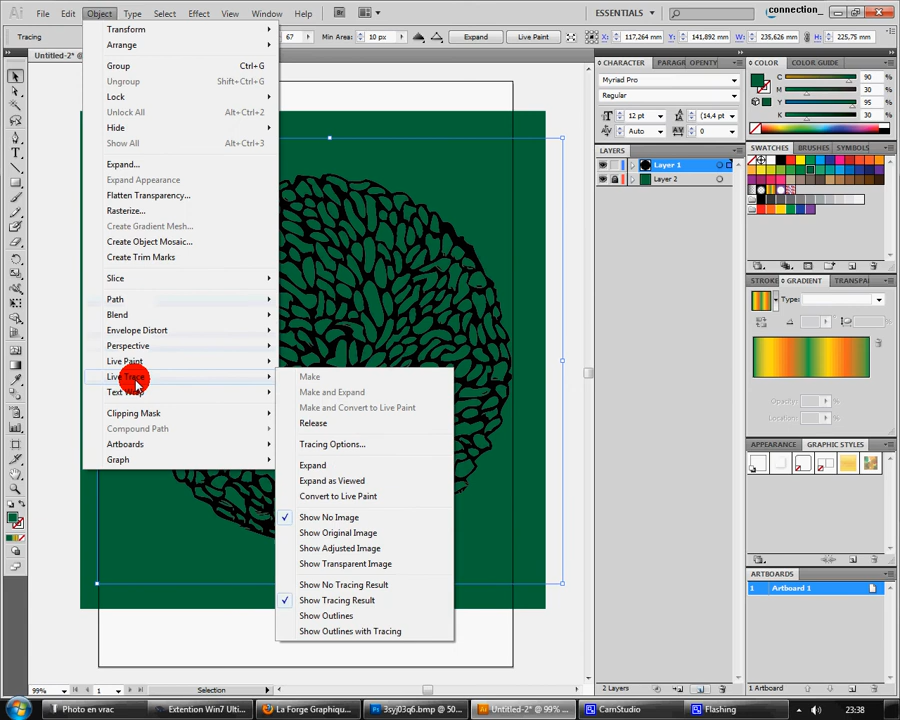 File Edit Object Type Select Effect View Window Help Br ESSENTIALS connection_
Tracing 67 Min Area: 10 px Expand Live Paint X: 117,264 mm Y: 141,892 mm W: 235,626 mm H: 225,75 mm
Untitled-2*
Transform
Arrange
Group Ctrl+G
Ungroup Shift+Ctrl+G
Lock
Unlock All Alt+Ctrl+2
Hide
Show All Alt+Ctrl+3
Expand...
Expand Appearance
Flatten Transparency...
Rasterize...
Create Gradient Mesh...
Create Object Mosaic...
Create Trim Marks
Slice
Path
Blend
Envelope Distort
Perspective
Live Paint
Live Trace
Text Wrap
Clipping Mask
Compound Path
Artboards
Graph
Make
Make and Expand
Make and Convert to Live Paint
Release
Tracing Options...
Expand
Expand as Viewed
Convert to Live Paint
Show No Image
Show Original Image
Show Adjusted Image
Show Transparent Image
Show No Tracing Result
Show Tracing Result
Show Outlines
Show Outlines with Tracing
CHARACTER PARAGR OPENTY
Myriad Pro
Regular
12 pt (14,4 pt)
Auto 0
LAYERS
Layer 1
Layer 2
2 Layers
COLOR COLOR GUIDE
C 90 %
M 30 %
Y 95 %
K 30 %
SWATCHES BRUSHES SYMBOLS
STROKE GRADIENT TRANSPA
Type:
Opacity: %
Location: %
APPEARANCE GRAPHIC STYLES
ARTBOARDS
1 Artboard 1
1 Artboard
99% 1 Selection
Photo en vrac Extention Win7 Ulti... La Forge Graphiqu... 3syj03q6.bmp @ 50... Untitled-2* @ 99% ... CamStudio Flashing 23:38